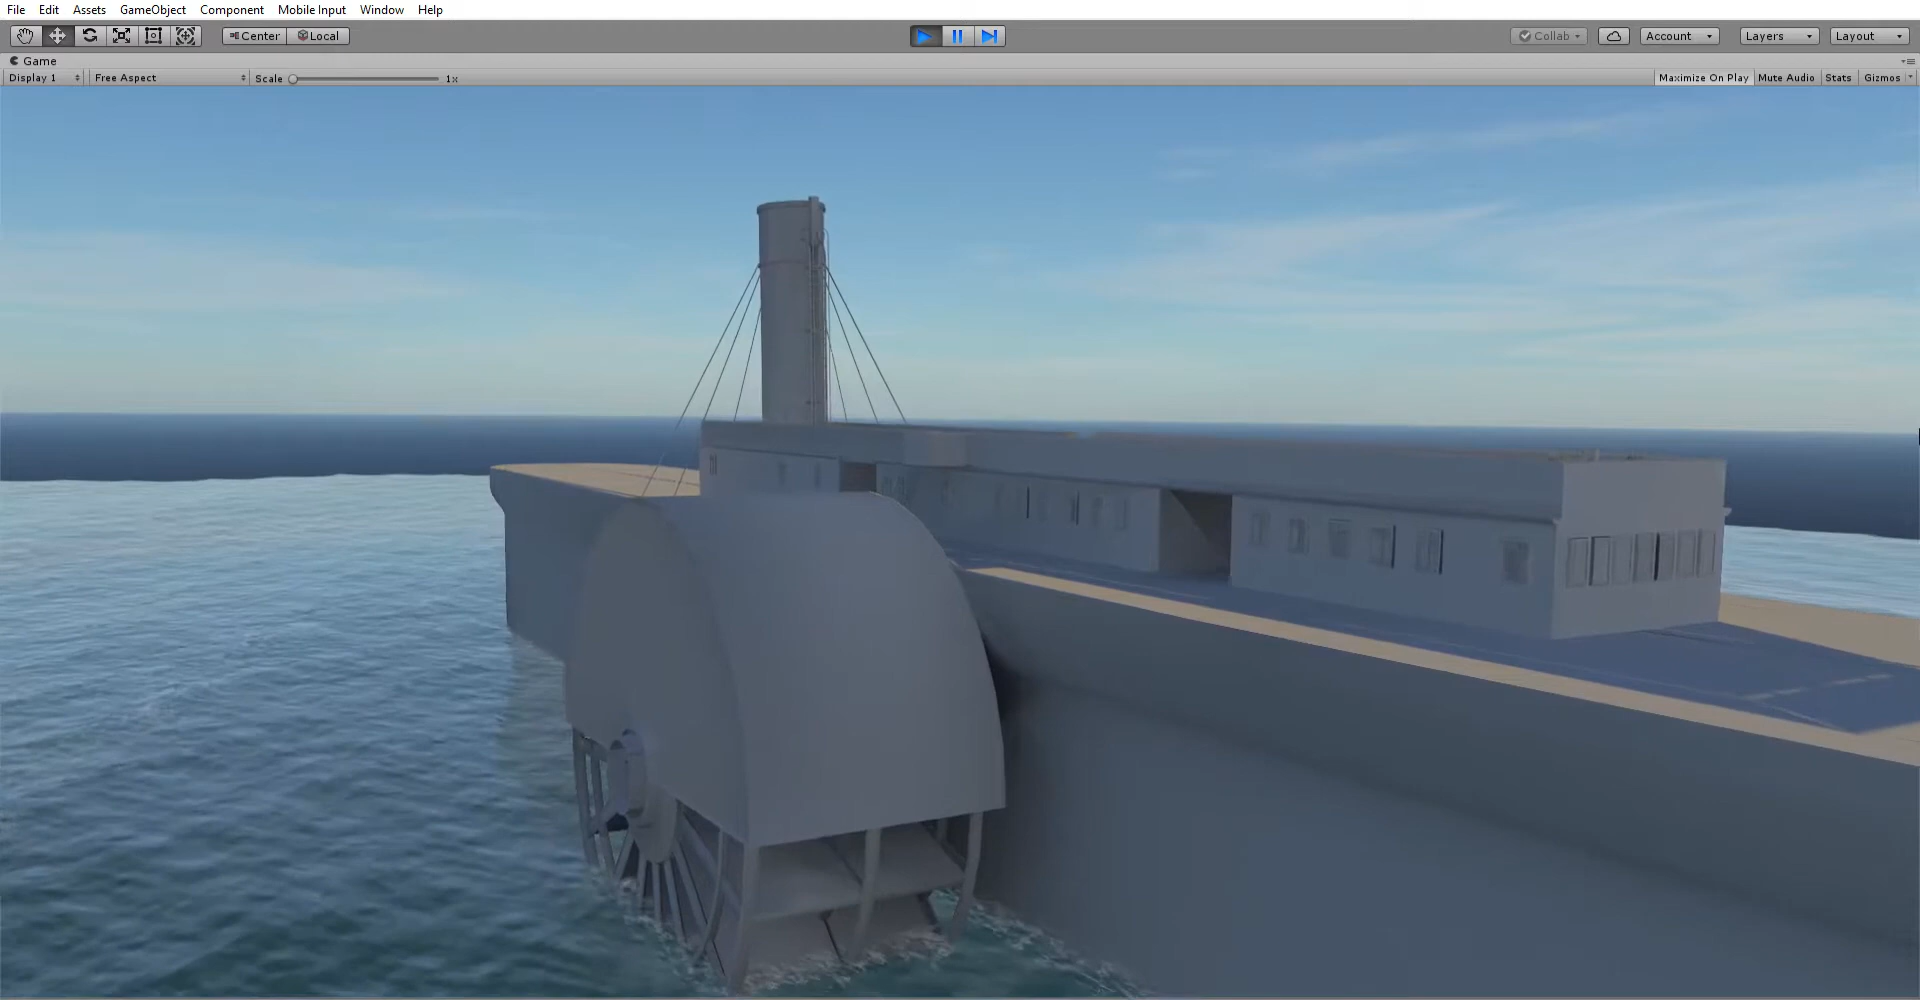 File Edit Assets GameObject Component Mobile Input Window Help
Center Local Collab Account Layers Layout
Game
Display 1 Free Aspect Scale 1x Maximize On Play Mute Audio Stats Gizmos